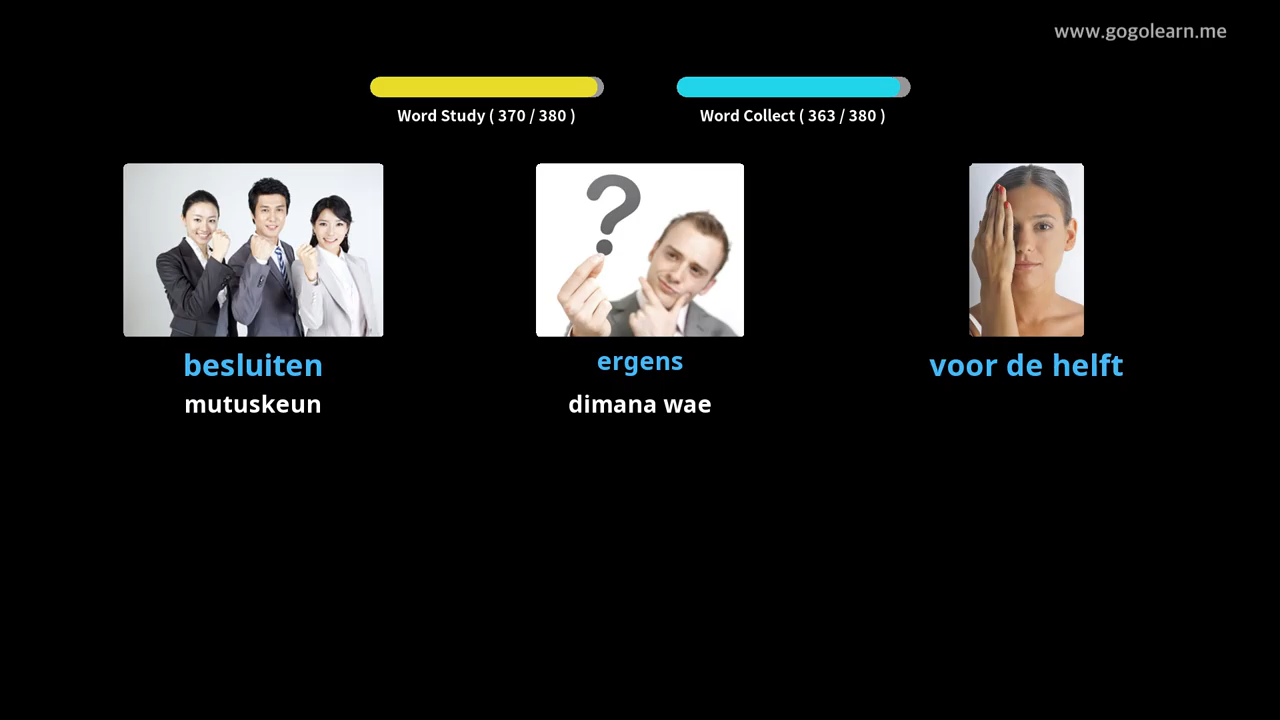 www.gogolearn.me
Word Study ( 370 / 380 )
Word Collect ( 363 / 380 )
besluiten
mutuskeun
ergens
dimana wae
voor de helft